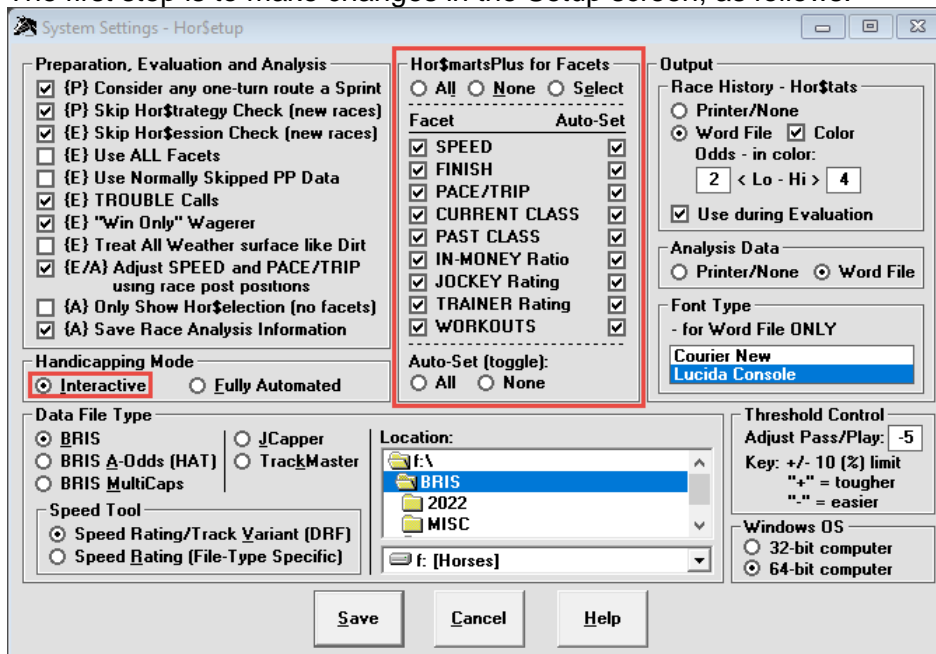 The first step is to make changes in the Setup screen, as follows:
System Settings - Hor$etup
Preparation, Evaluation and Analysis
{P} Consider any one-turn route a Sprint
{P} Skip Hor$trategy Check (new races)
{E} Skip Hor$ession Check (new races)
{E} Use ALL Facets
{E} Use Normally Skipped PP Data
{E} TROUBLE Calls
{E} "Win Only" Wagerer
{E} Treat All Weather surface like Dirt
{E/A} Adjust SPEED and PACE/TRIP
using race post positions
{A} Only Show Hor$election (no facets)
{A} Save Race Analysis Information
Handicapping Mode
Interactive Fully Automated
Hor$martsPlus for Facets
All None Select
Facet Auto-Set
SPEED
FINISH
PACE/TRIP
CURRENT CLASS
PAST CLASS
IN-MONEY Ratio
JOCKEY Rating
TRAINER Rating
WORKOUTS
Auto-Set (toggle):
All None
Output
Race History - Hor$tats
Printer/None
Word File Color
Odds - in color:
2 < Lo - Hi > 4
Use during Evaluation
Analysis Data
Printer/None Word File
Font Type
- for Word File ONLY
Courier New
Lucida Console
Data File Type
BRIS JCapper
BRIS A-Odds (HAT) TrackMaster
BRIS MultiCaps
Speed Tool
Speed Rating/Track Variant (DRF)
Speed Rating (File-Type Specific)
Location:
f:\
BRIS
2022
MISC
f: [Horses]
Threshold Control
Adjust Pass/Play: -5
Key: +/- 10 (%) limit
"+" = tougher
"-" = easier
Windows OS
32-bit computer
64-bit computer
Save Cancel Help